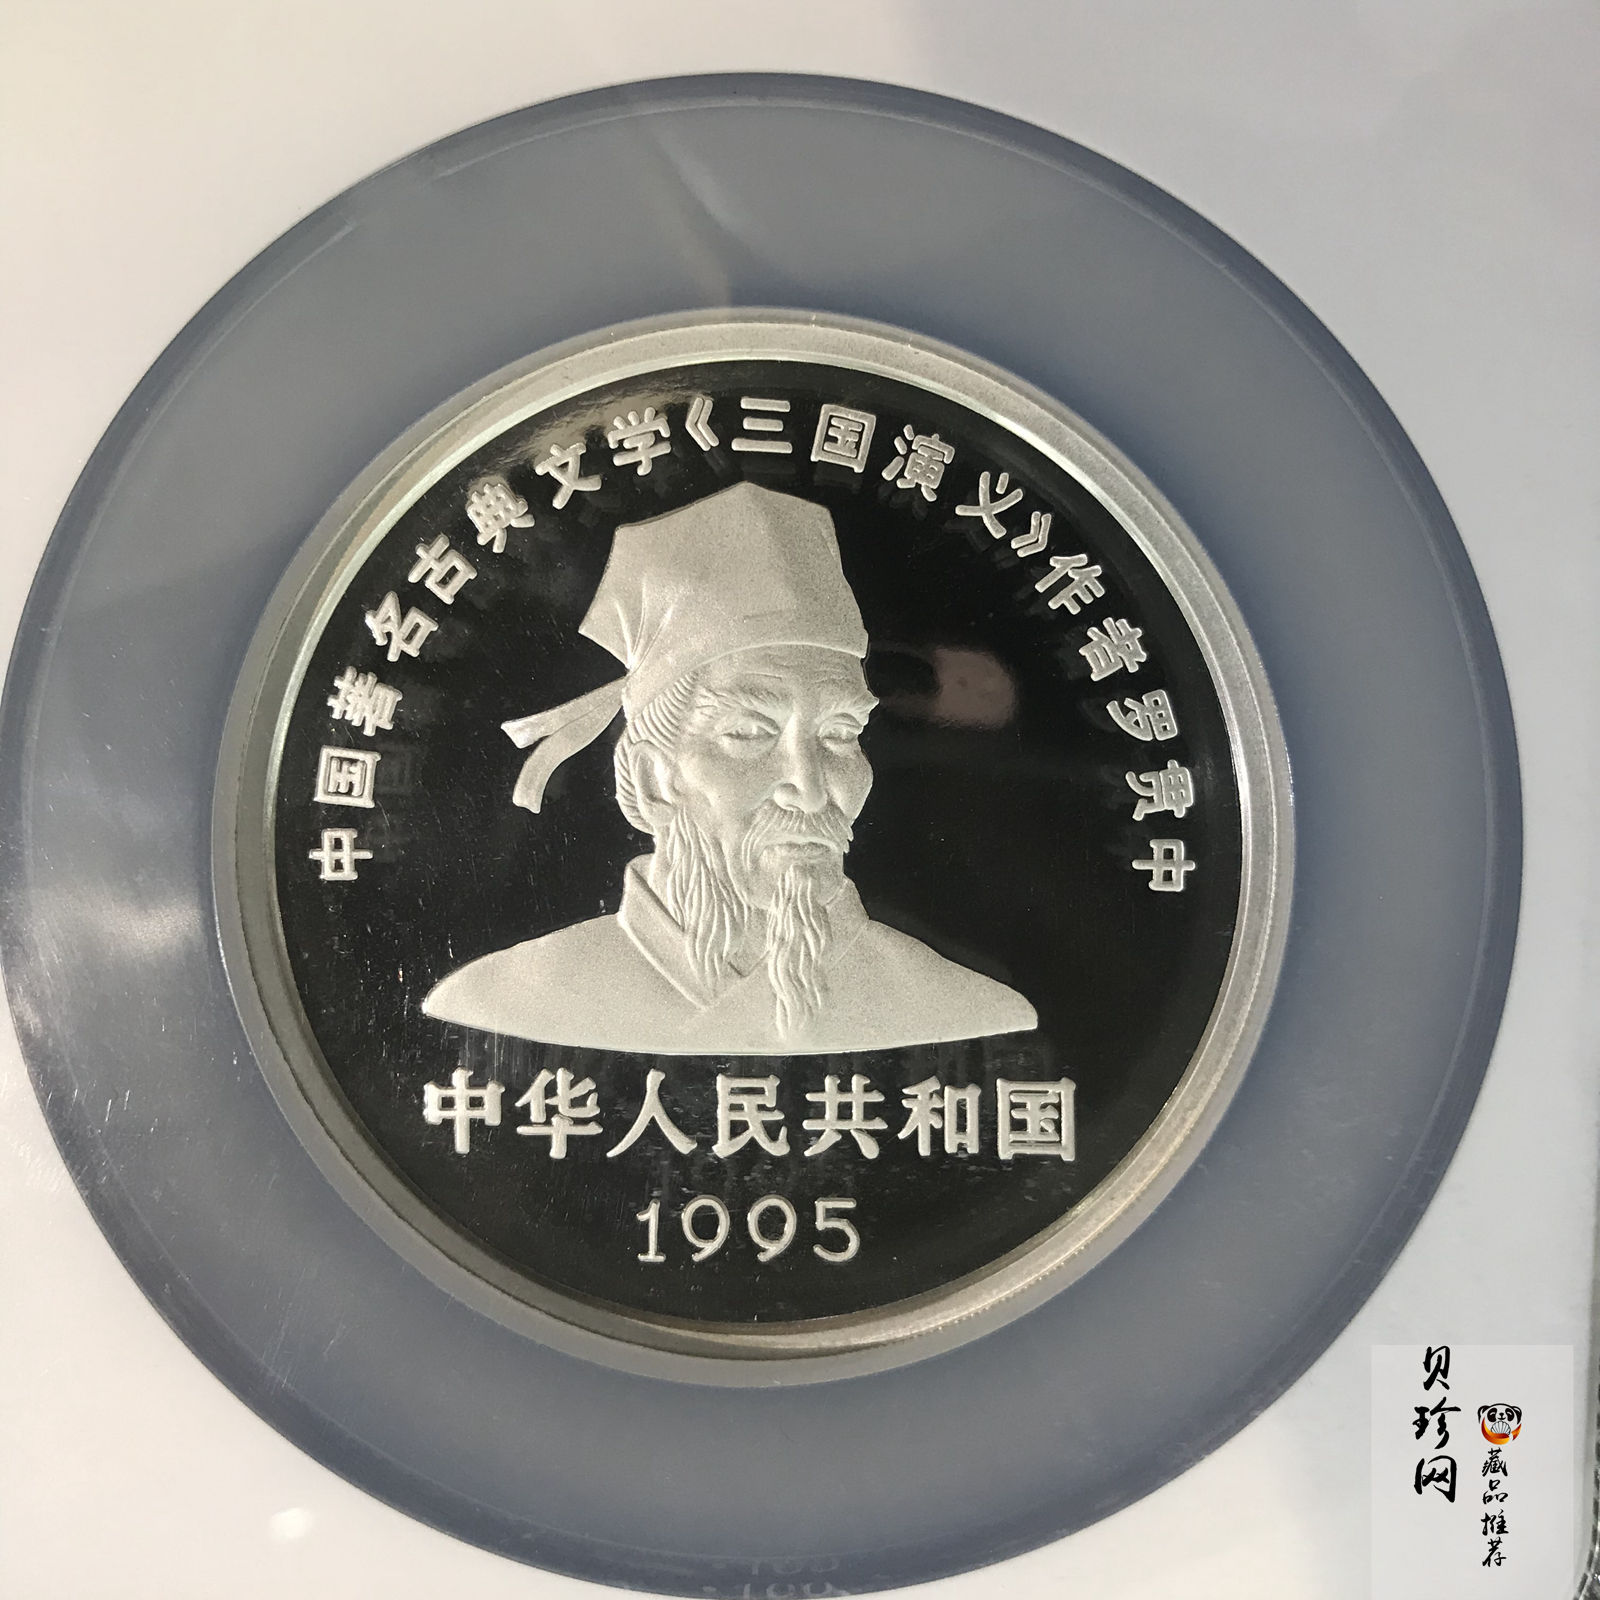 中国著名古典文学《三国演义》作者罗贯中
中华人民共和国
1995
贝珍网
藏品推荐